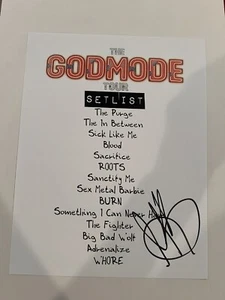 THE
GODMODE
TOUR
SETLIST
The Purge
The In Between
Sick Like Me
Blood
Sacrifice
ROOTS
Sanctity Me
Sex Metal Barbie
BURN
Something I Can Never Have
The Fighter
Big Bad Wolf
Adrenalize
WHORE